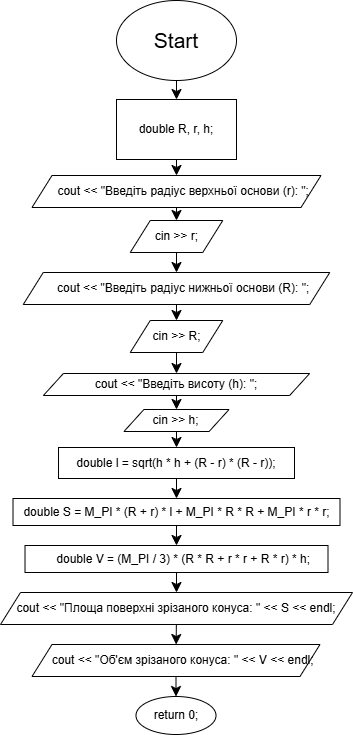 Start
double R, r, h;
cout << "Введіть радіус верхньої основи (r): ";
cin >> r;
cout << "Введіть радіус нижньої основи (R): ";
cin >> R;
cout << "Введіть висоту (h): ";
cin >> h;
double l = sqrt(h * h + (R - r) * (R - r));
double S = M_PI * (R + r) * l + M_PI * R * R + M_PI * r * r;
double V = (M_PI / 3) * (R * R + r * r + R * r) * h;
cout << "Площа поверхні зрізаного конуса: " << S << endl;
cout << "Об'єм зрізаного конуса: " << V << endl;
return 0;